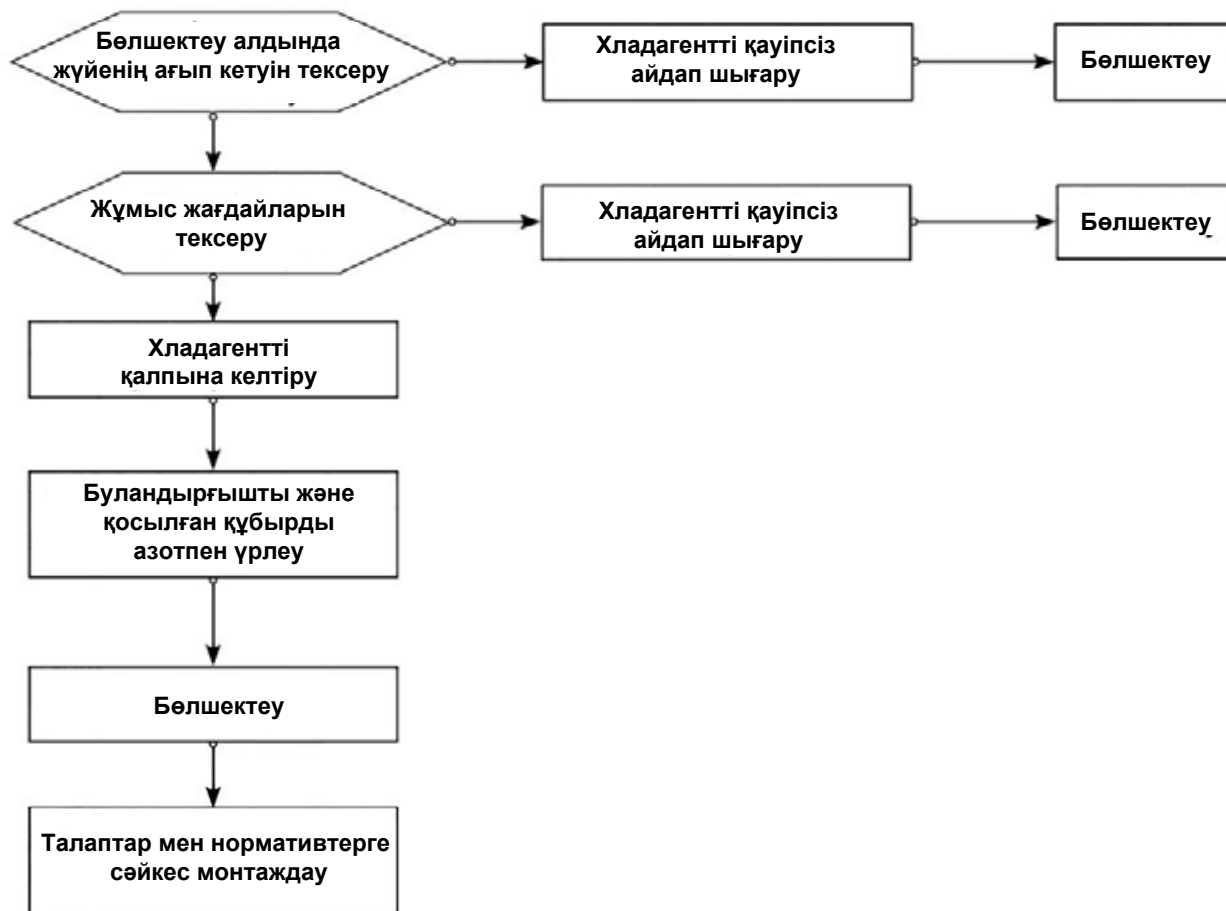 Бөлшектеу алдында
жүйенің ағып кетуін тексеру
Хладагентті қауіпсіз
айдап шығару
Бөлшектеу
Жұмыс жағдайларын
тексеру
Хладагентті қауіпсіз
айдап шығару
Бөлшектеу
Хладагентті
қалпына келтіру
Буландырғышты және
қосылған құбырды
азотпен үрлеу
Бөлшектеу
Талаптар мен нормативтерге
сәйкес монтаждау